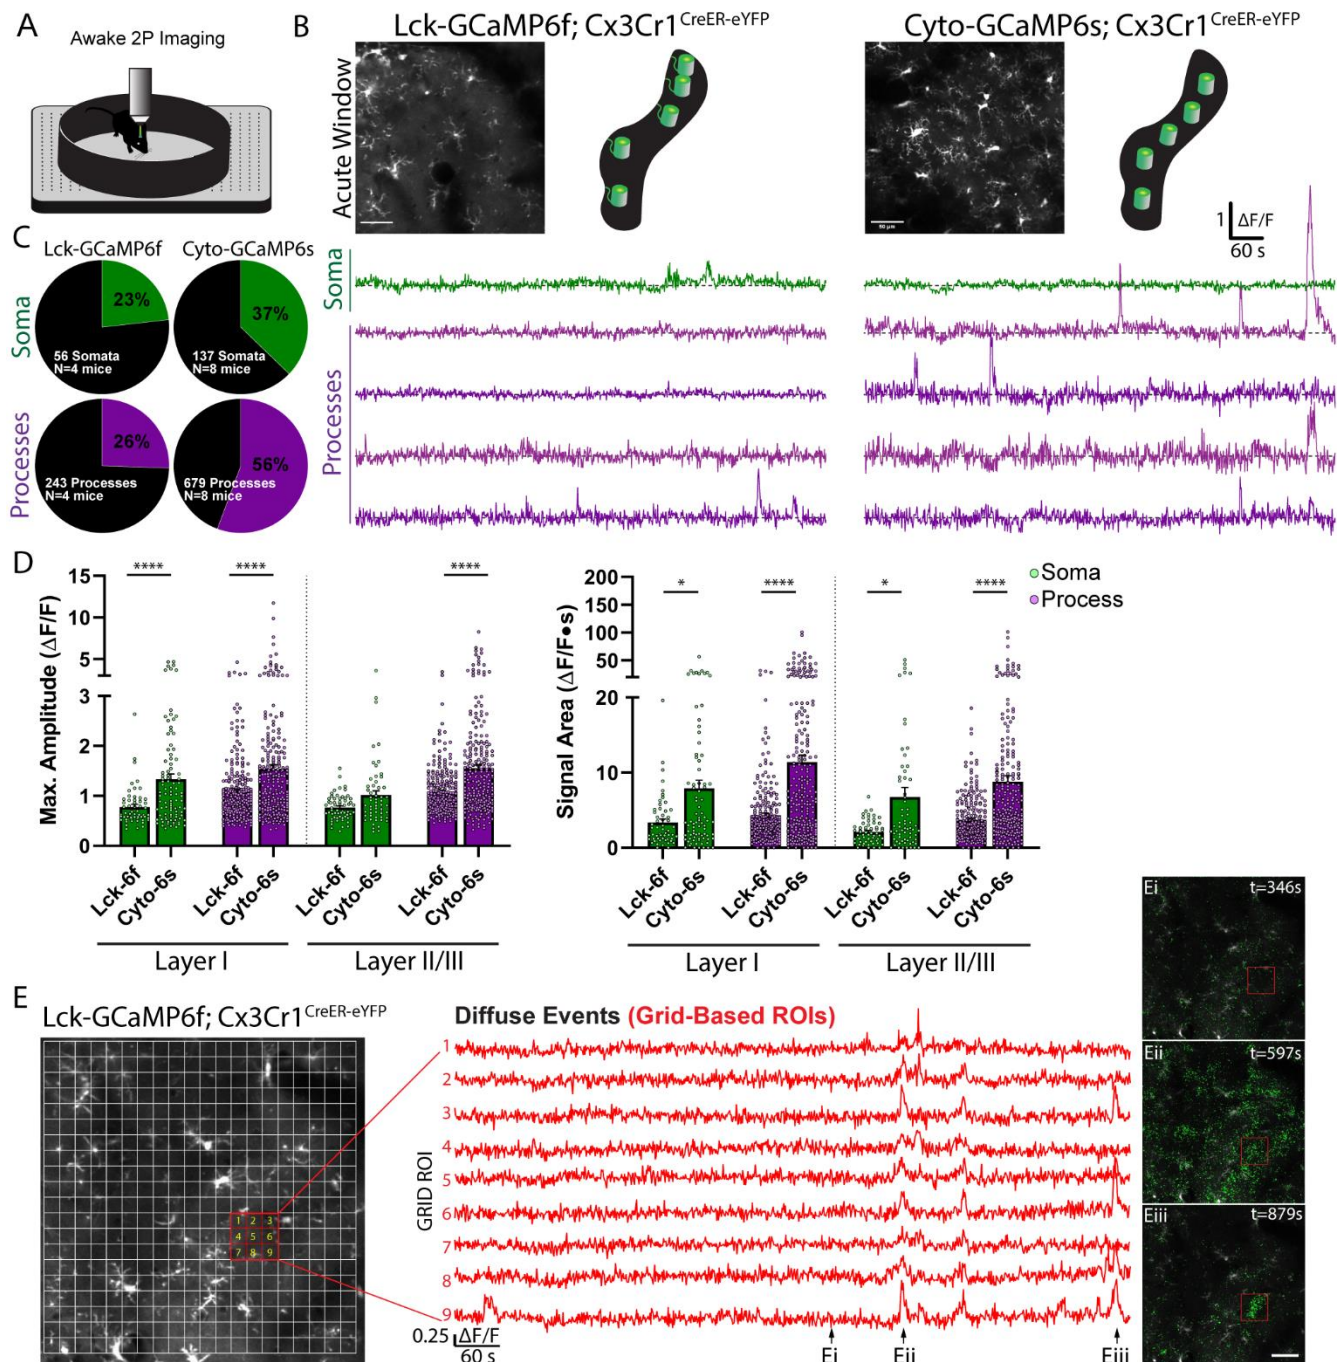 A
Awake 2P Imaging
B
Lck-GCaMP6f; Cx3Cr1CreER-eYFP
Cyto-GCaMP6s; Cx3Cr1CreER-eYFP
Acute Window
50 µm
1 ΔF/F
60 s
C
Lck-GCaMP6f
Cyto-GCaMP6s
Soma
23%
56 Somata
N=4 mice
37%
137 Somata
N=8 mice
Processes
26%
243 Processes
N=4 mice
56%
679 Processes
N=8 mice
Soma
Processes
D
Max. Amplitude (ΔF/F)
15
10
5
3
2
1
0
****
****
****
Lck-6f
Cyto-6s
Lck-6f
Cyto-6s
Lck-6f
Cyto-6s
Lck-6f
Cyto-6s
Layer I
Layer II/III
Signal Area (ΔF/F•s)
200
150
100
50
20
10
0
*
****
*
****
Soma
Process
Lck-6f
Cyto-6s
Lck-6f
Cyto-6s
Lck-6f
Cyto-6s
Lck-6f
Cyto-6s
Layer I
Layer II/III
E
Lck-GCaMP6f; Cx3Cr1CreER-eYFP
1 2 3
4 5 6
7 8 9
Diffuse Events (Grid-Based ROIs)
GRID ROI
1
2
3
4
5
6
7
8
9
0.25 ΔF/F
60 s
Ei
Eii
Eiii
Ei
t=346s
Eii
t=597s
Eiii
t=879s